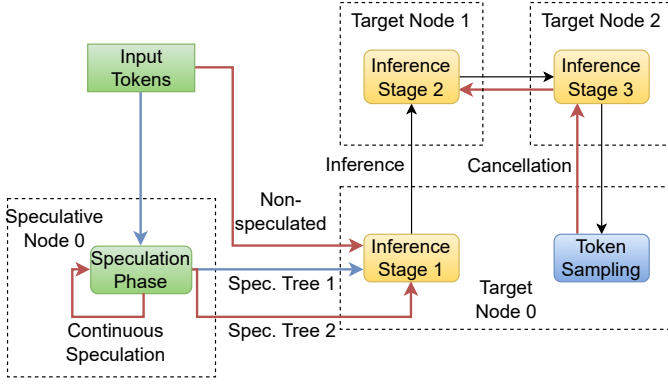 Target Node 1
Target Node 2
Input
Tokens
Inference
Stage 2
Inference
Stage 3
Inference
Cancellation
Non-
speculated
Speculative
Node 0
Speculation
Phase
Continuous
Speculation
Spec. Tree 1
Spec. Tree 2
Inference
Stage 1
Token
Sampling
Target
Node 0